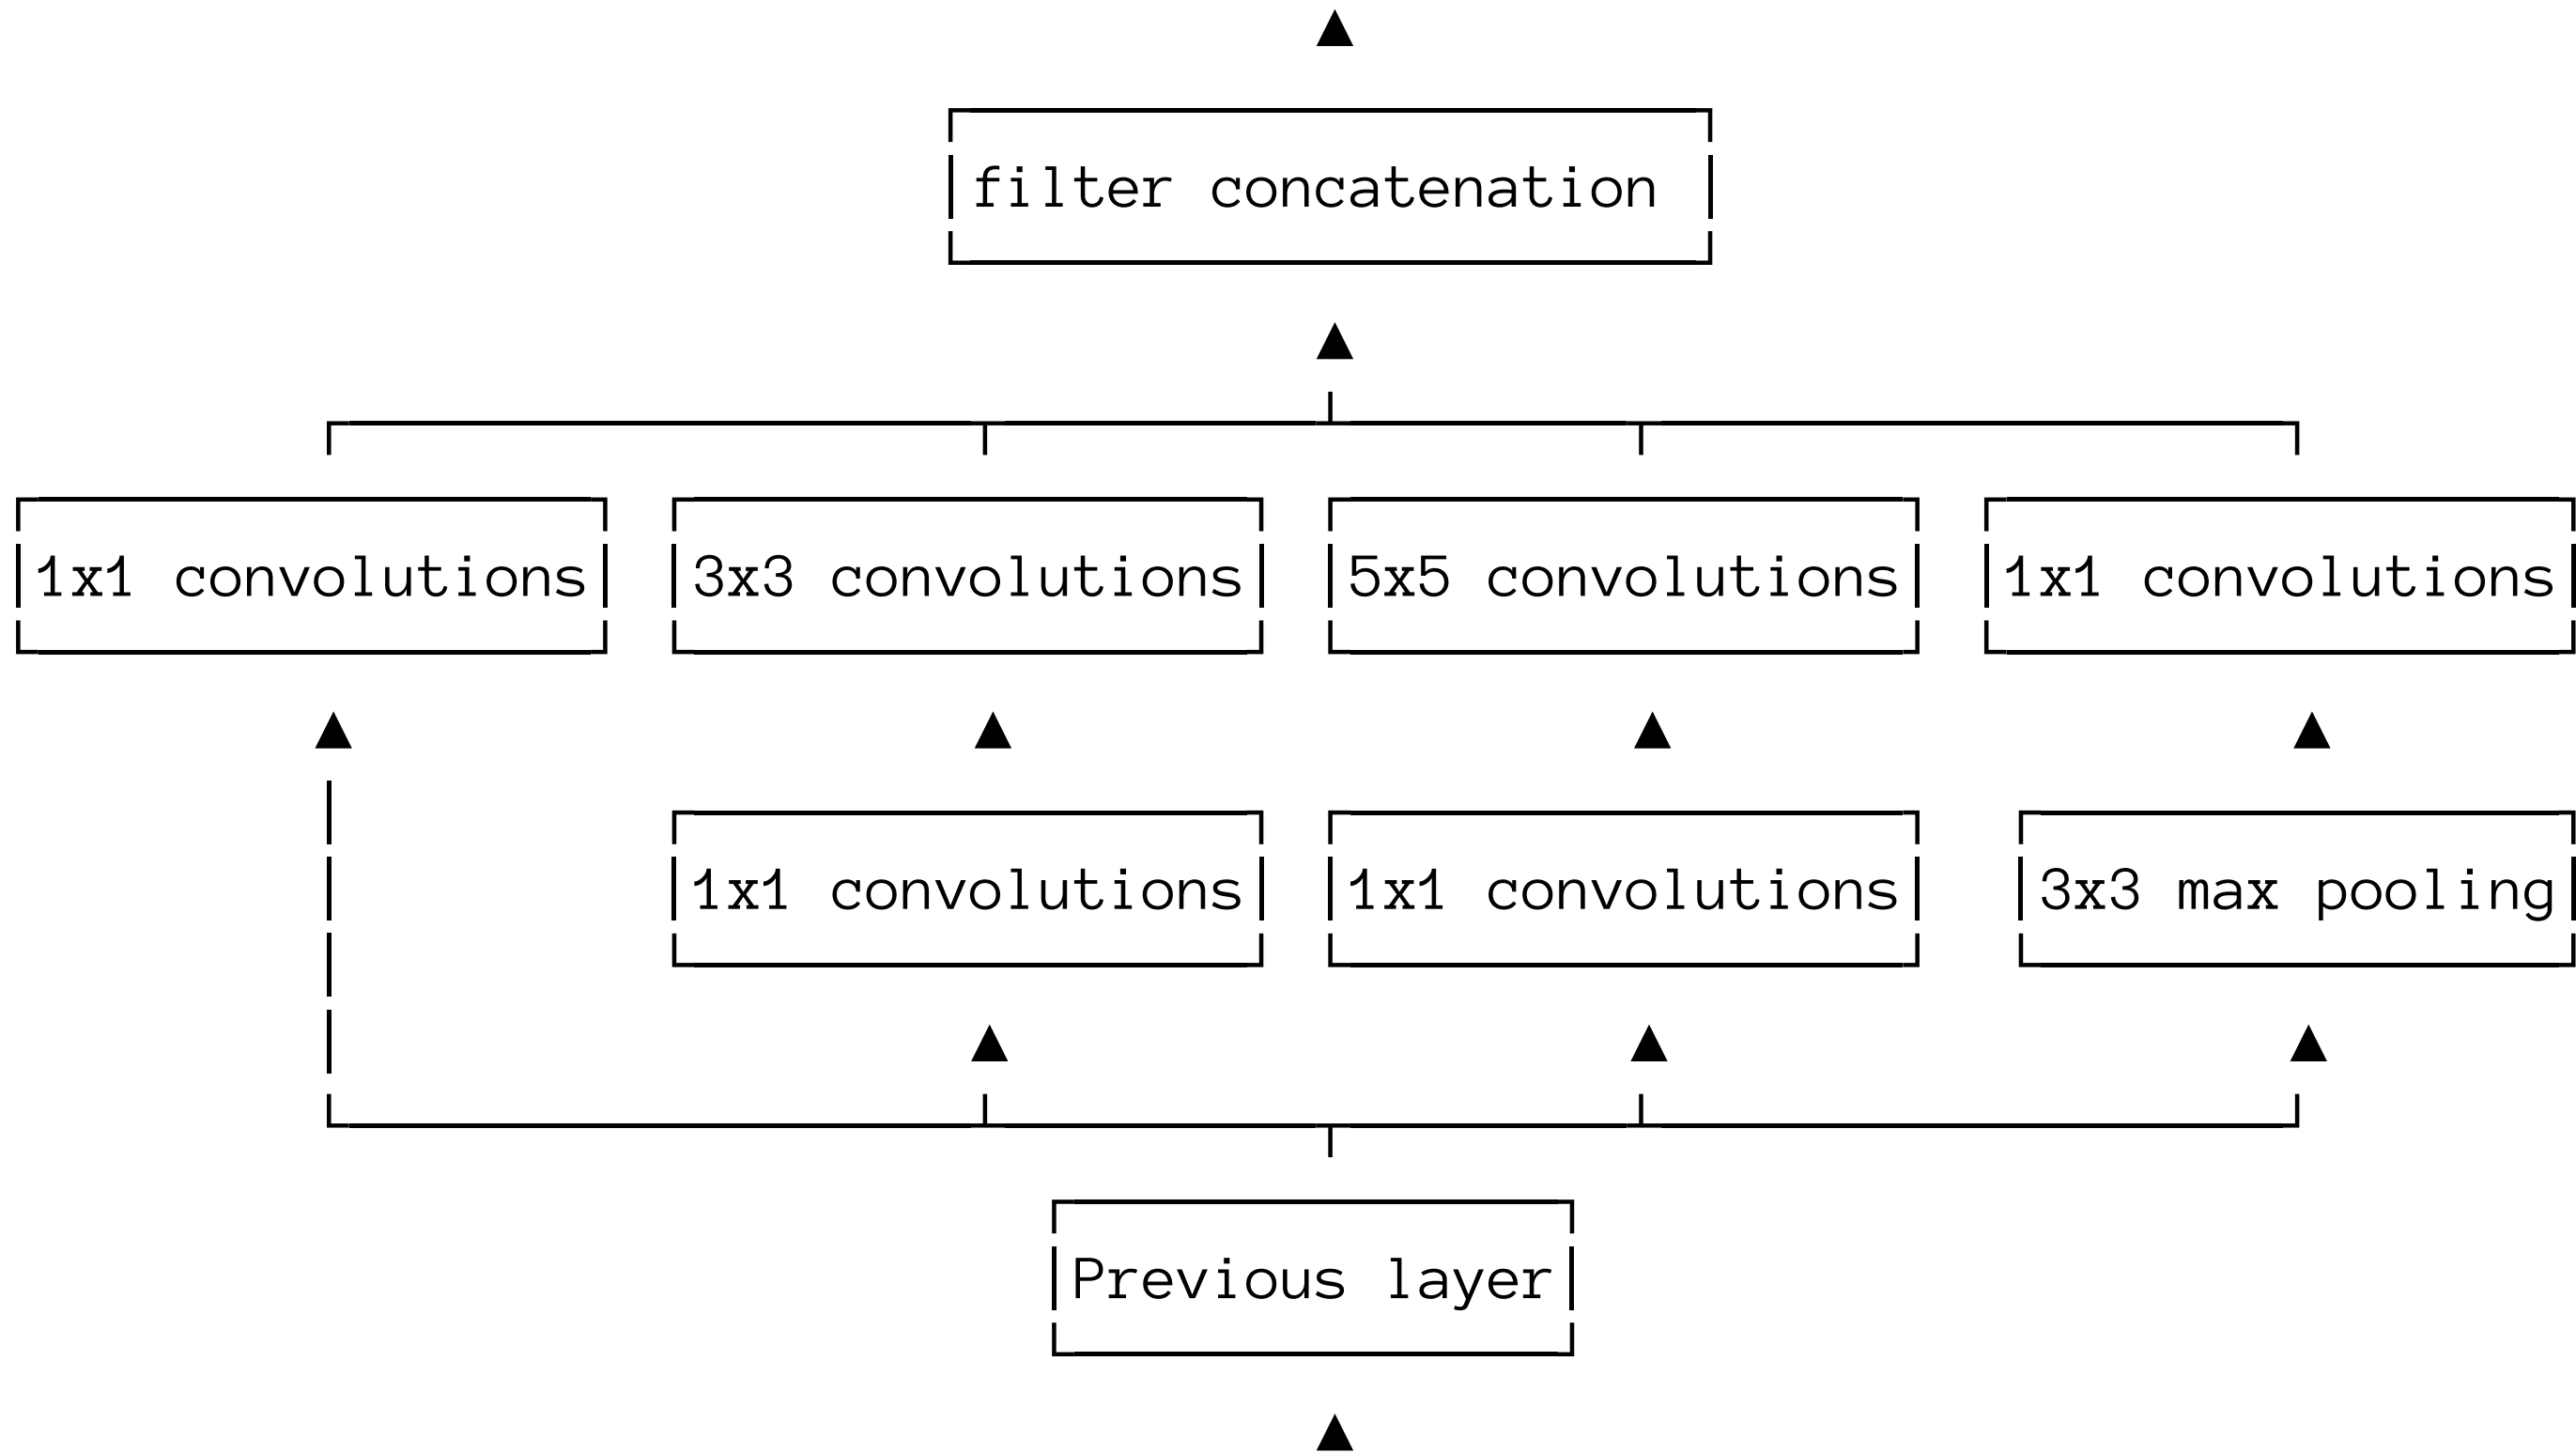 filter concatenation
1x1 convolutions
3x3 convolutions
5x5 convolutions
1x1 convolutions
1x1 convolutions
1x1 convolutions
3x3 max pooling
Previous layer